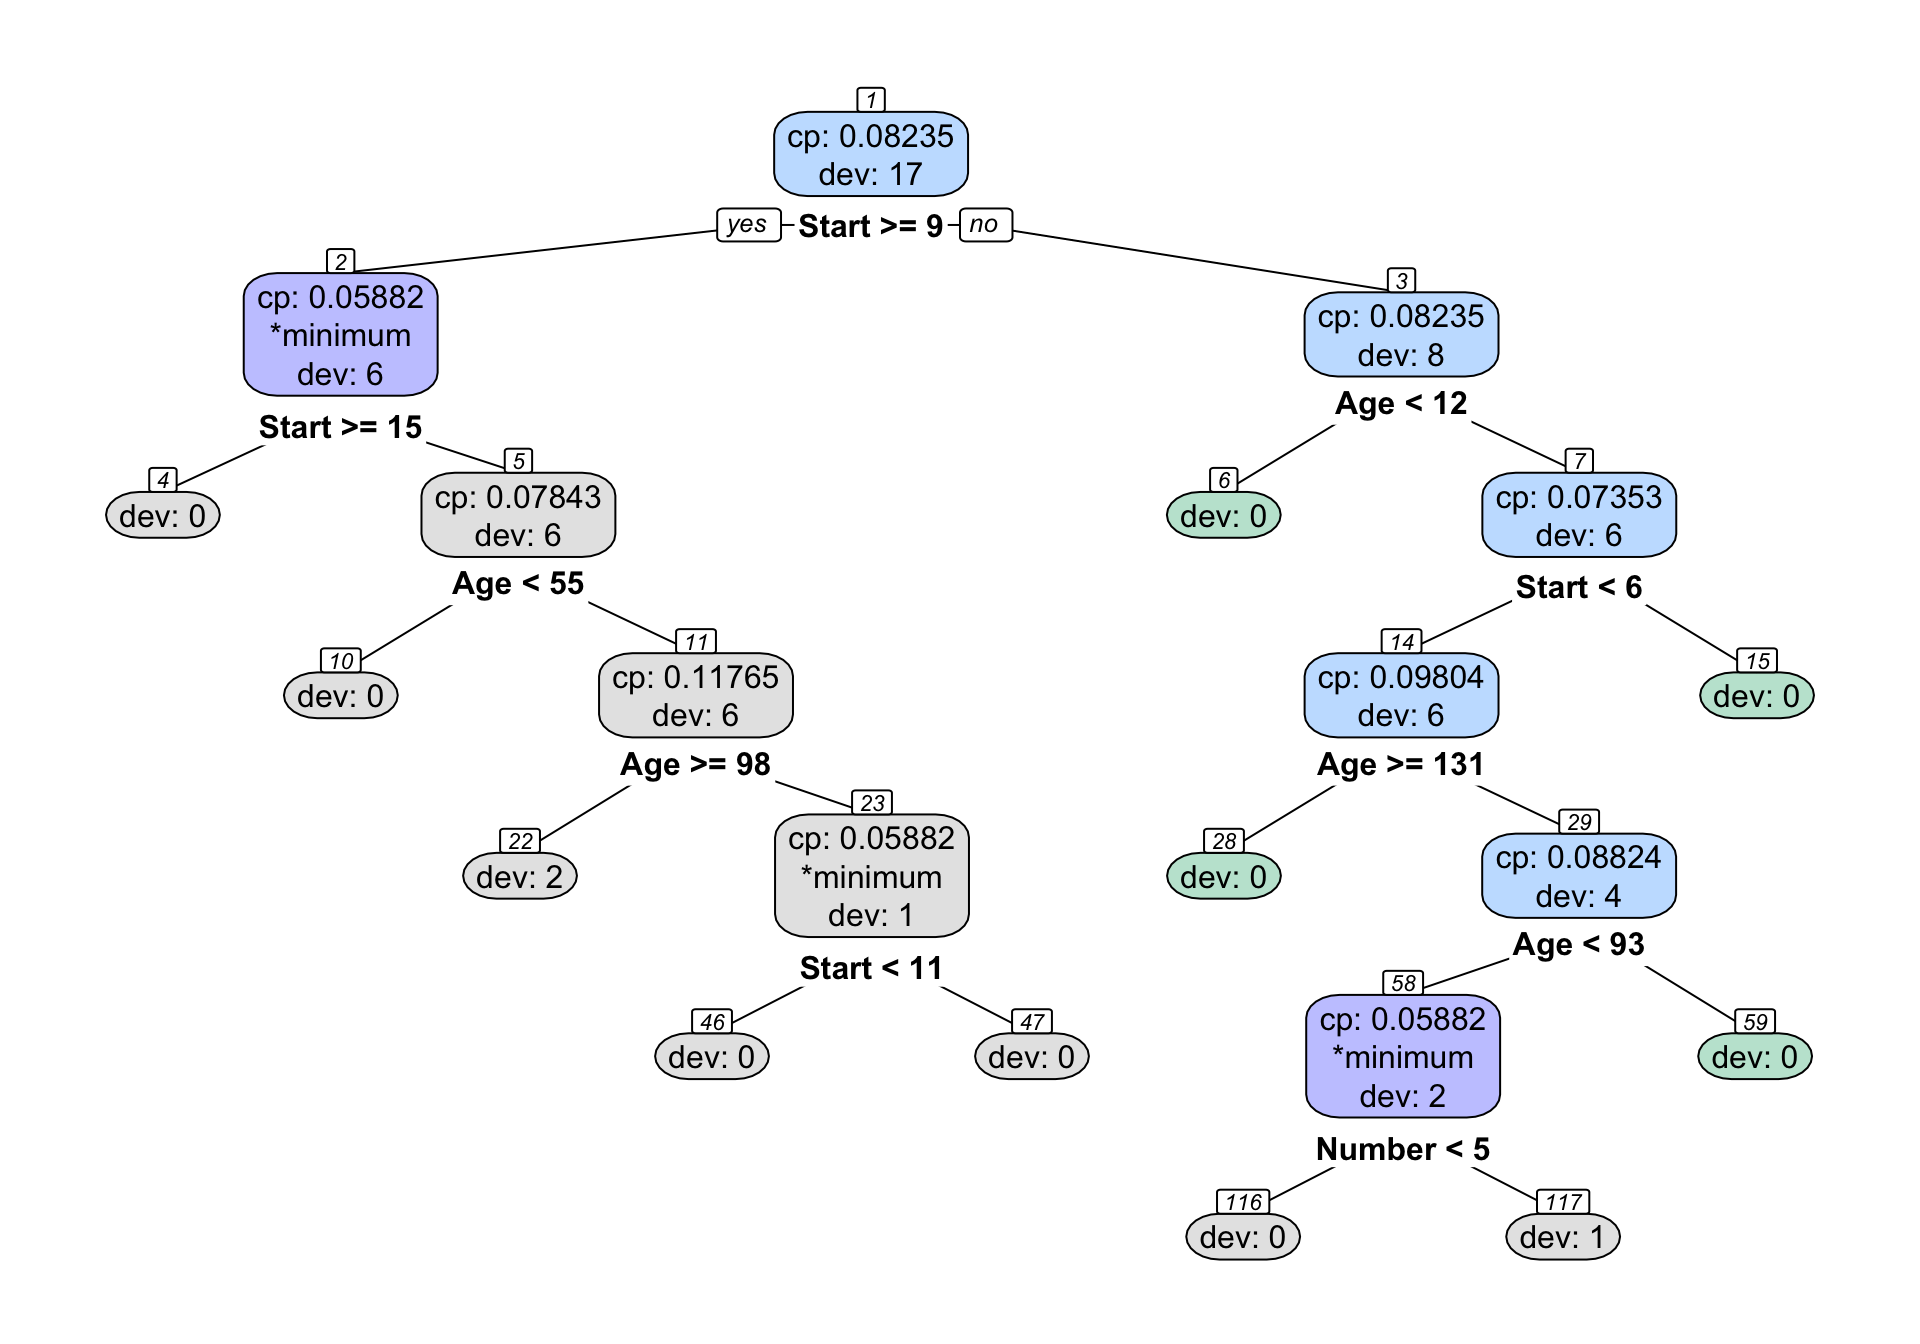 1
cp: 0.08235
dev: 17
yes
Start >= 9
no
2
cp: 0.05882
*minimum
dev: 6
3
cp: 0.08235
dev: 8
Start >= 15
Age < 12
4
dev: 0
5
cp: 0.07843
dev: 6
6
dev: 0
7
cp: 0.07353
dev: 6
Age < 55
Start < 6
10
dev: 0
11
cp: 0.11765
dev: 6
14
cp: 0.09804
dev: 6
15
dev: 0
Age >= 98
Age >= 131
22
dev: 2
23
cp: 0.05882
*minimum
dev: 1
28
dev: 0
29
cp: 0.08824
dev: 4
Start < 11
Age < 93
46
dev: 0
47
dev: 0
58
cp: 0.05882
*minimum
dev: 2
59
dev: 0
Number < 5
116
dev: 0
117
dev: 1